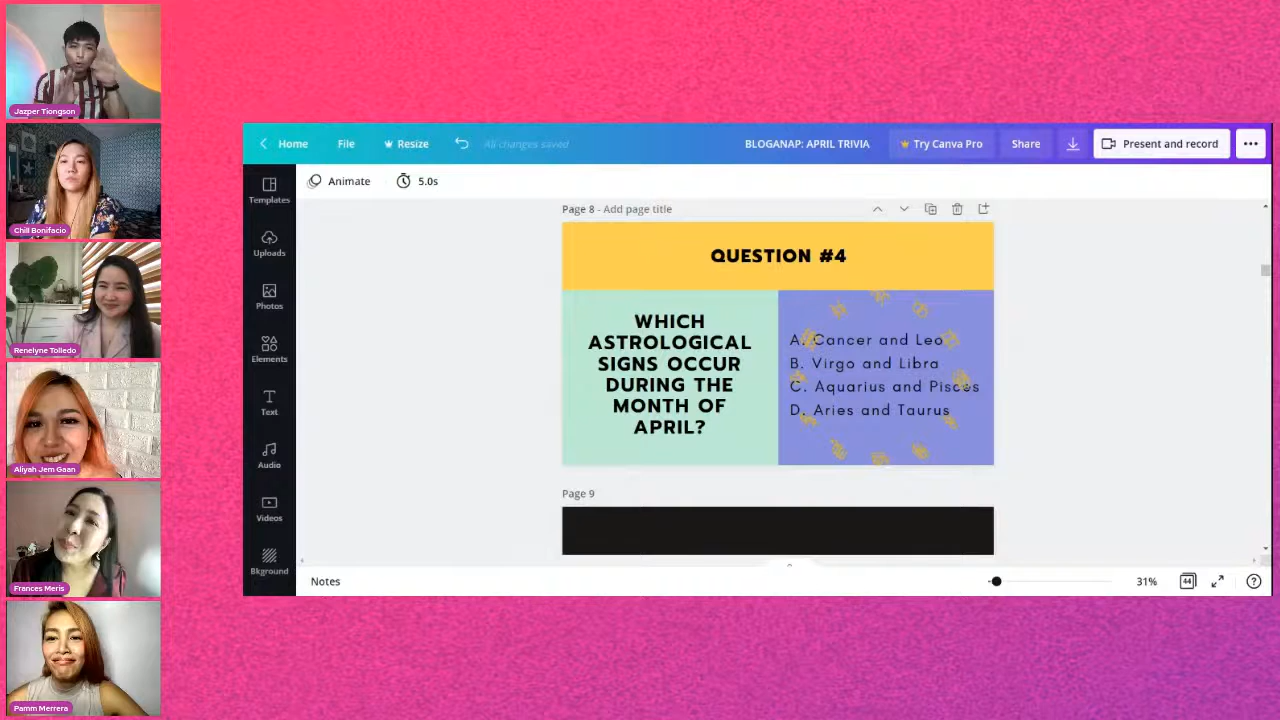 Jazper Tiongson
Chill Bonifacio
Renelyne Tolledo
Aliyah Jem Gaan
Frances Meris
Pamm Merrera
Home
File
Resize
All changes saved
BLOGANAP: APRIL TRIVIA
Try Canva Pro
Share
Present and record
Templates
Uploads
Photos
Elements
Text
Audio
Videos
Bkground
Animate
5.0s
Page 8 - Add page title
QUESTION #4
WHICH
ASTROLOGICAL
SIGNS OCCUR
DURING THE
MONTH OF
APRIL?
A. Cancer and Leo
B. Virgo and Libra
C. Aquarius and Pisces
D. Aries and Taurus
Page 9
Notes
31%
44
?